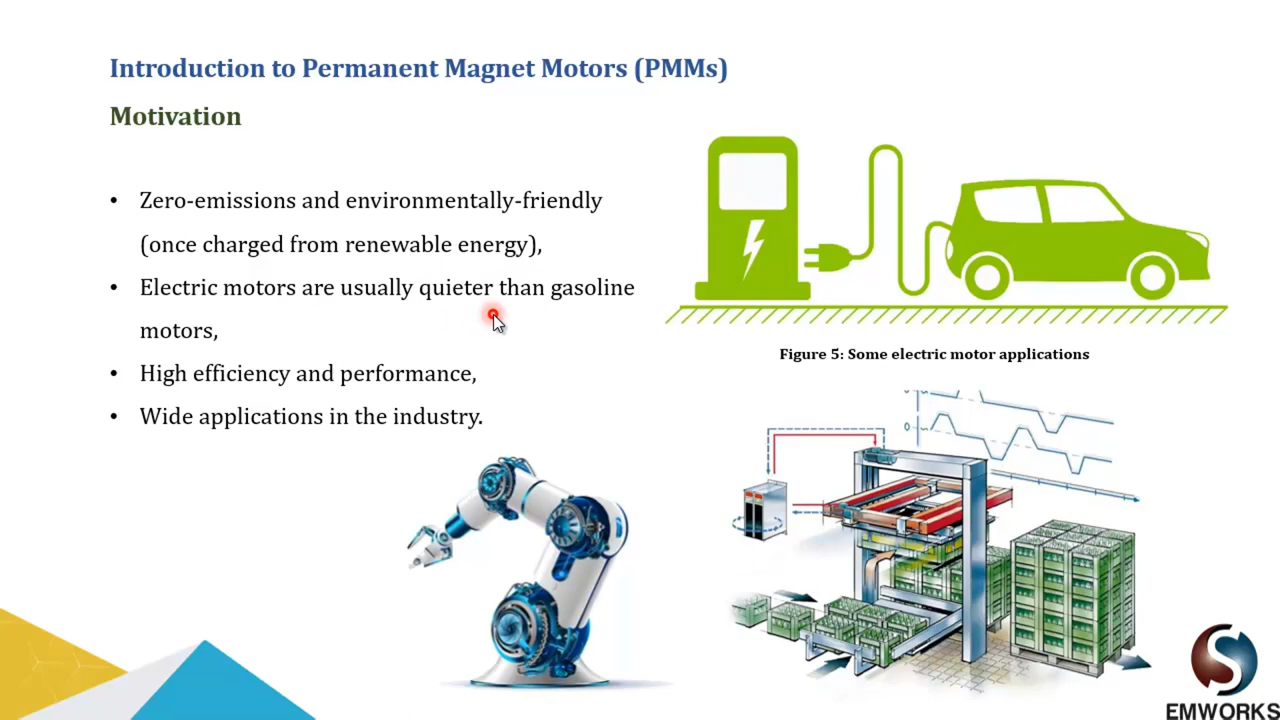 Introduction to Permanent Magnet Motors (PMMs)
Motivation
• Zero-emissions and environmentally-friendly
(once charged from renewable energy),
• Electric motors are usually quieter than gasoline
motors,
• High efficiency and performance,
• Wide applications in the industry.
Figure 5: Some electric motor applications
0
0
EMWORKS